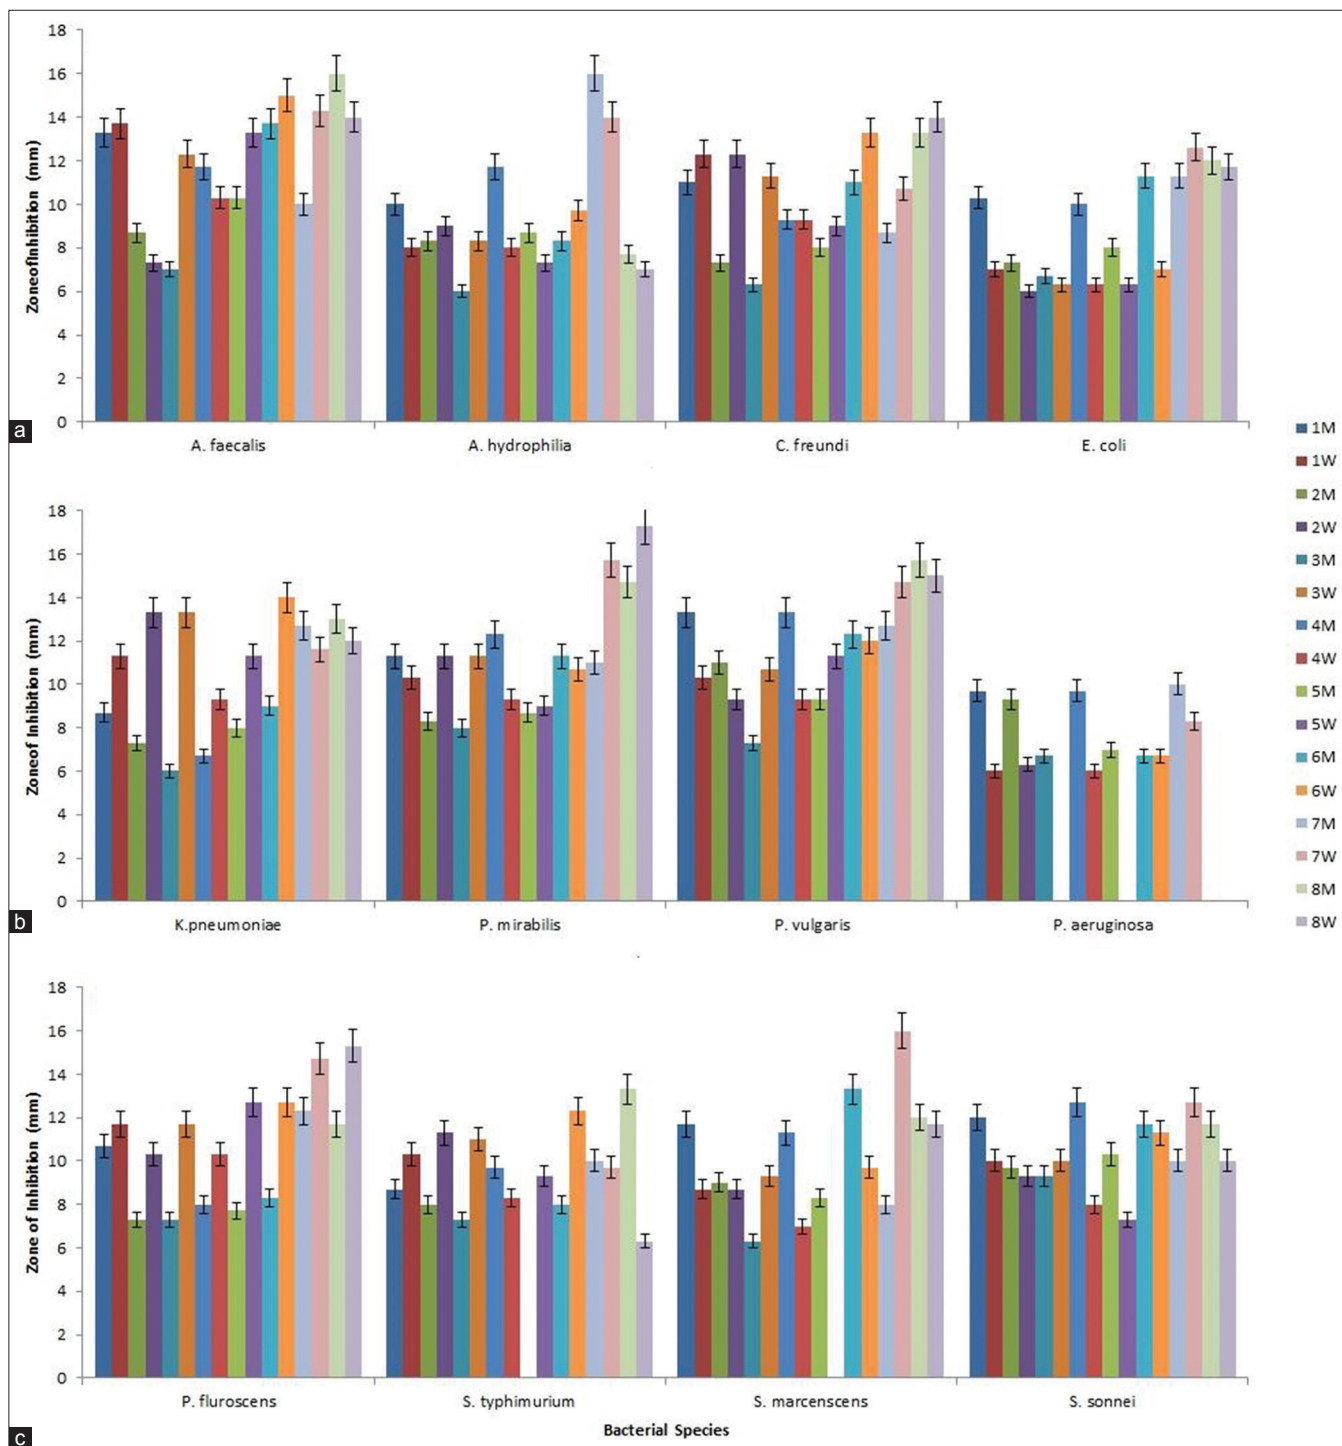 18
16
14
12
10
8
6
4
2
0
ZoneofInhibition (mm)
a
A. faecalis
A. hydrophilia
C. freundi
E. coli
18
16
14
12
10
8
6
4
2
0
Zoneof Inhibition (mm)
b
K.pneumoniae
P. mirabilis
P. vulgaris
P. aeruginosa
18
16
14
12
10
8
6
4
2
0
Zone of Inhibition (mm)
c
P. fluroscens
S. typhimurium
S. marcenscens
S. sonnei
Bacterial Species
1M
1W
2M
2W
3M
3W
4M
4W
5M
5W
6M
6W
7M
7W
8M
8W